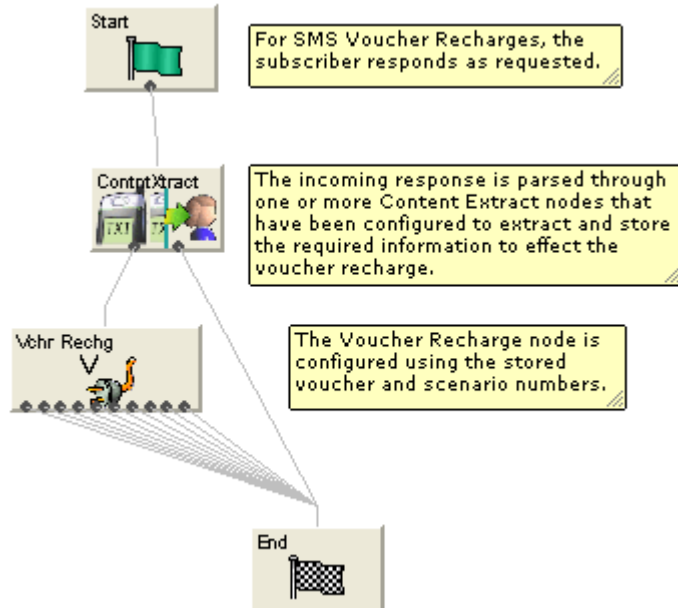 Start
For SMS Voucher Recharges, the
subscriber responds as requested.
ContntXtract
TXT
TX
The incoming response is parsed through
one or more Content Extract nodes that
have been configured to extract and store
the required information to effect the
voucher recharge.
Vchr Rechg
V
The Voucher Recharge node is
configured using the stored
voucher and scenario numbers.
End